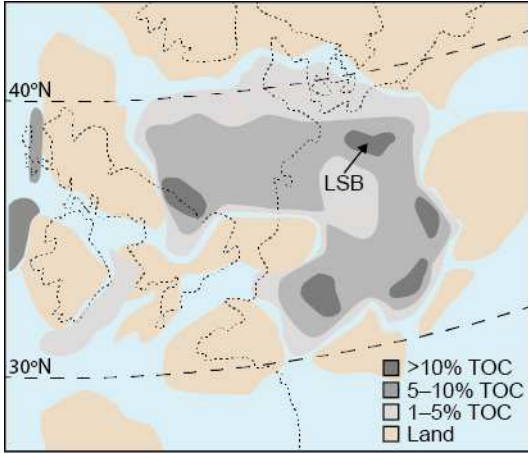 40ºN
LSB
30ºN
>10% TOC
5–10% TOC
1–5% TOC
Land